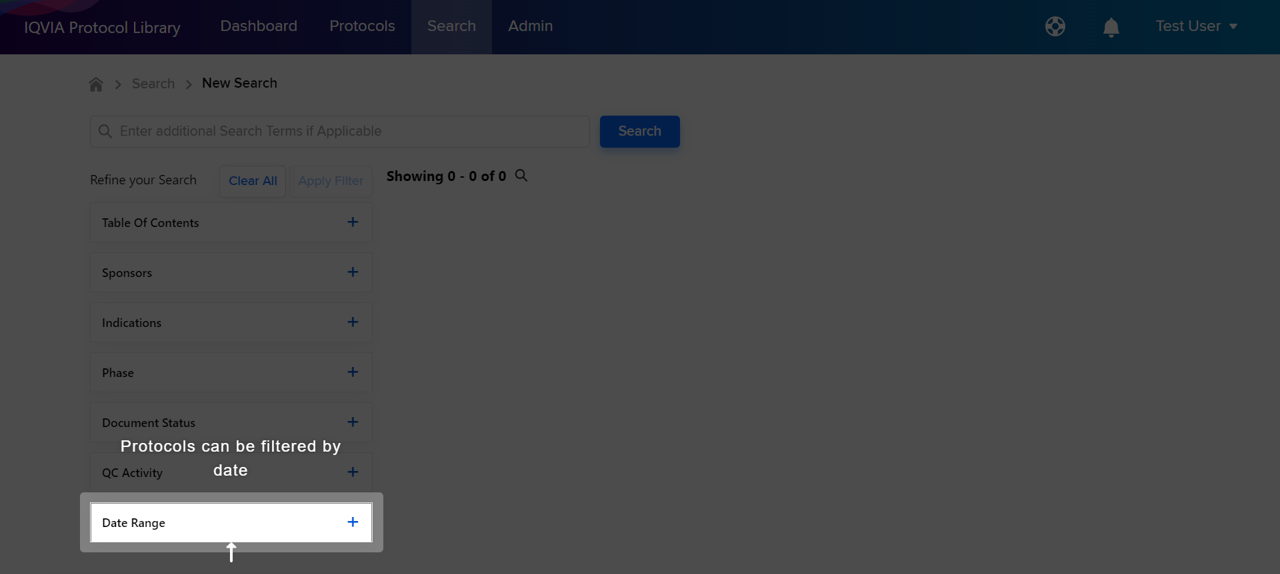 IQVIA Protocol Library Dashboard Protocols Search Admin Test User
Search New Search
Enter additional Search Terms if Applicable Search
Refine your Search Clear All Apply Filter Showing 0 - 0 of 0
Table Of Contents
Sponsors
Indications
Phase
Document Status
Protocols can be filtered by
date
QC Activity
Date Range